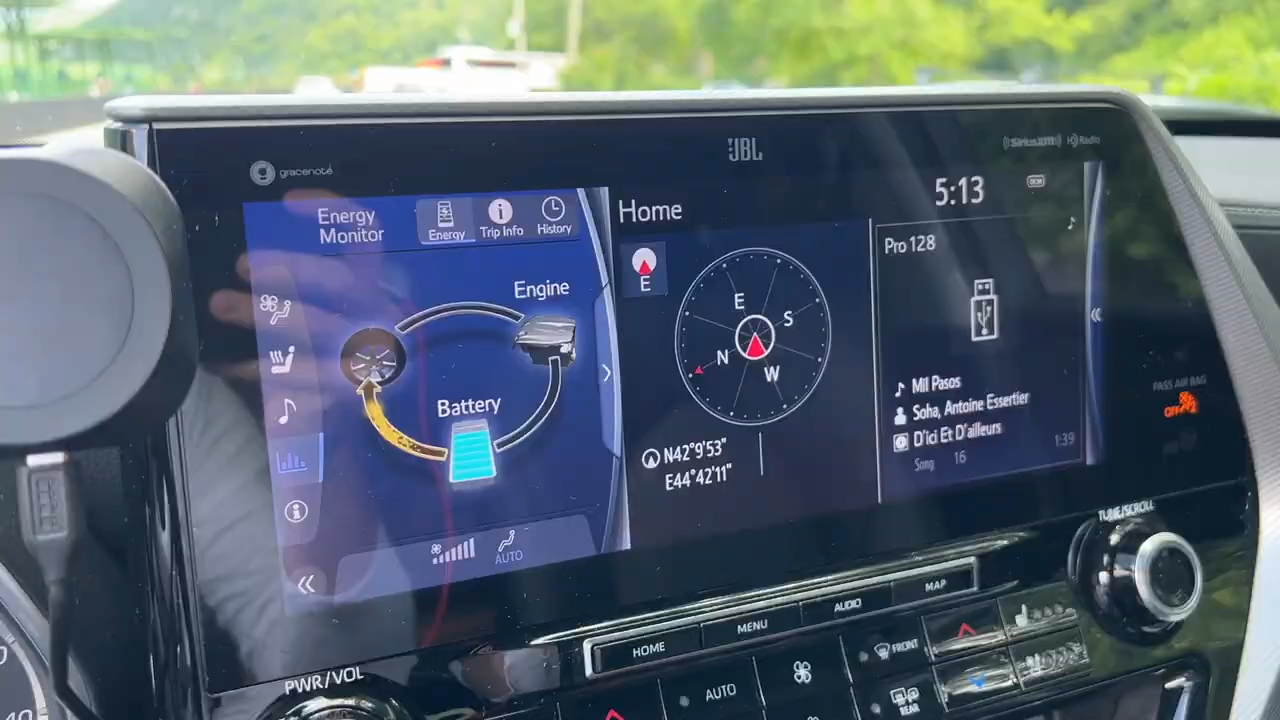 JBL
gracenote
((SiriusXM))
HD Radio
Energy
Monitor
Energy
Trip Info
History
Engine
Battery
AUTO
Home
5:13
E
E
S
N
W
N42°9'53"
E44°42'11"
Pro 128
Mil Pasos
Soha, Antoine Essertier
D'ici Et D'ailleurs
Song 16
1:39
PASS AIR BAG
OFF
TUNE/SCROLL
PWR/VOL
HOME
MENU
AUDIO
MAP
AUTO
FRONT
REAR